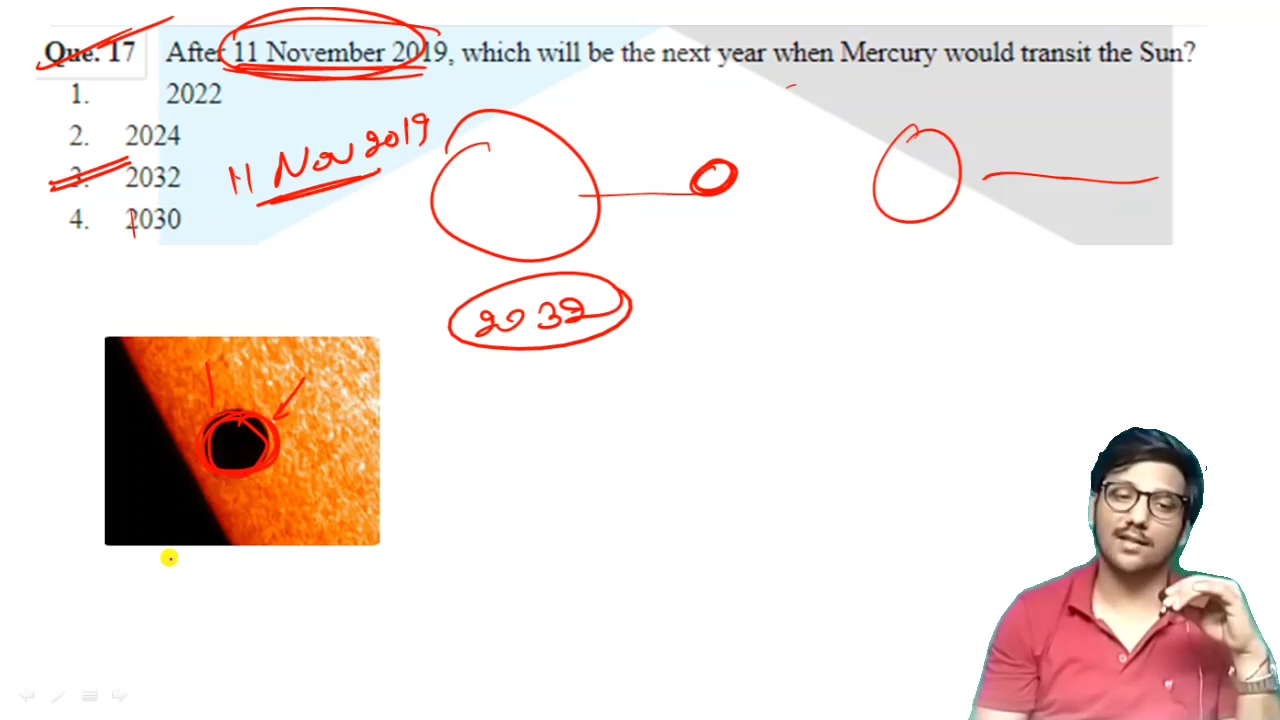 Que. 17 After 11 November 2019, which will be the next year when Mercury would transit the Sun?
1. 2022
2. 2024
3. 2032
4. 2030
11 Nov 2019
2032